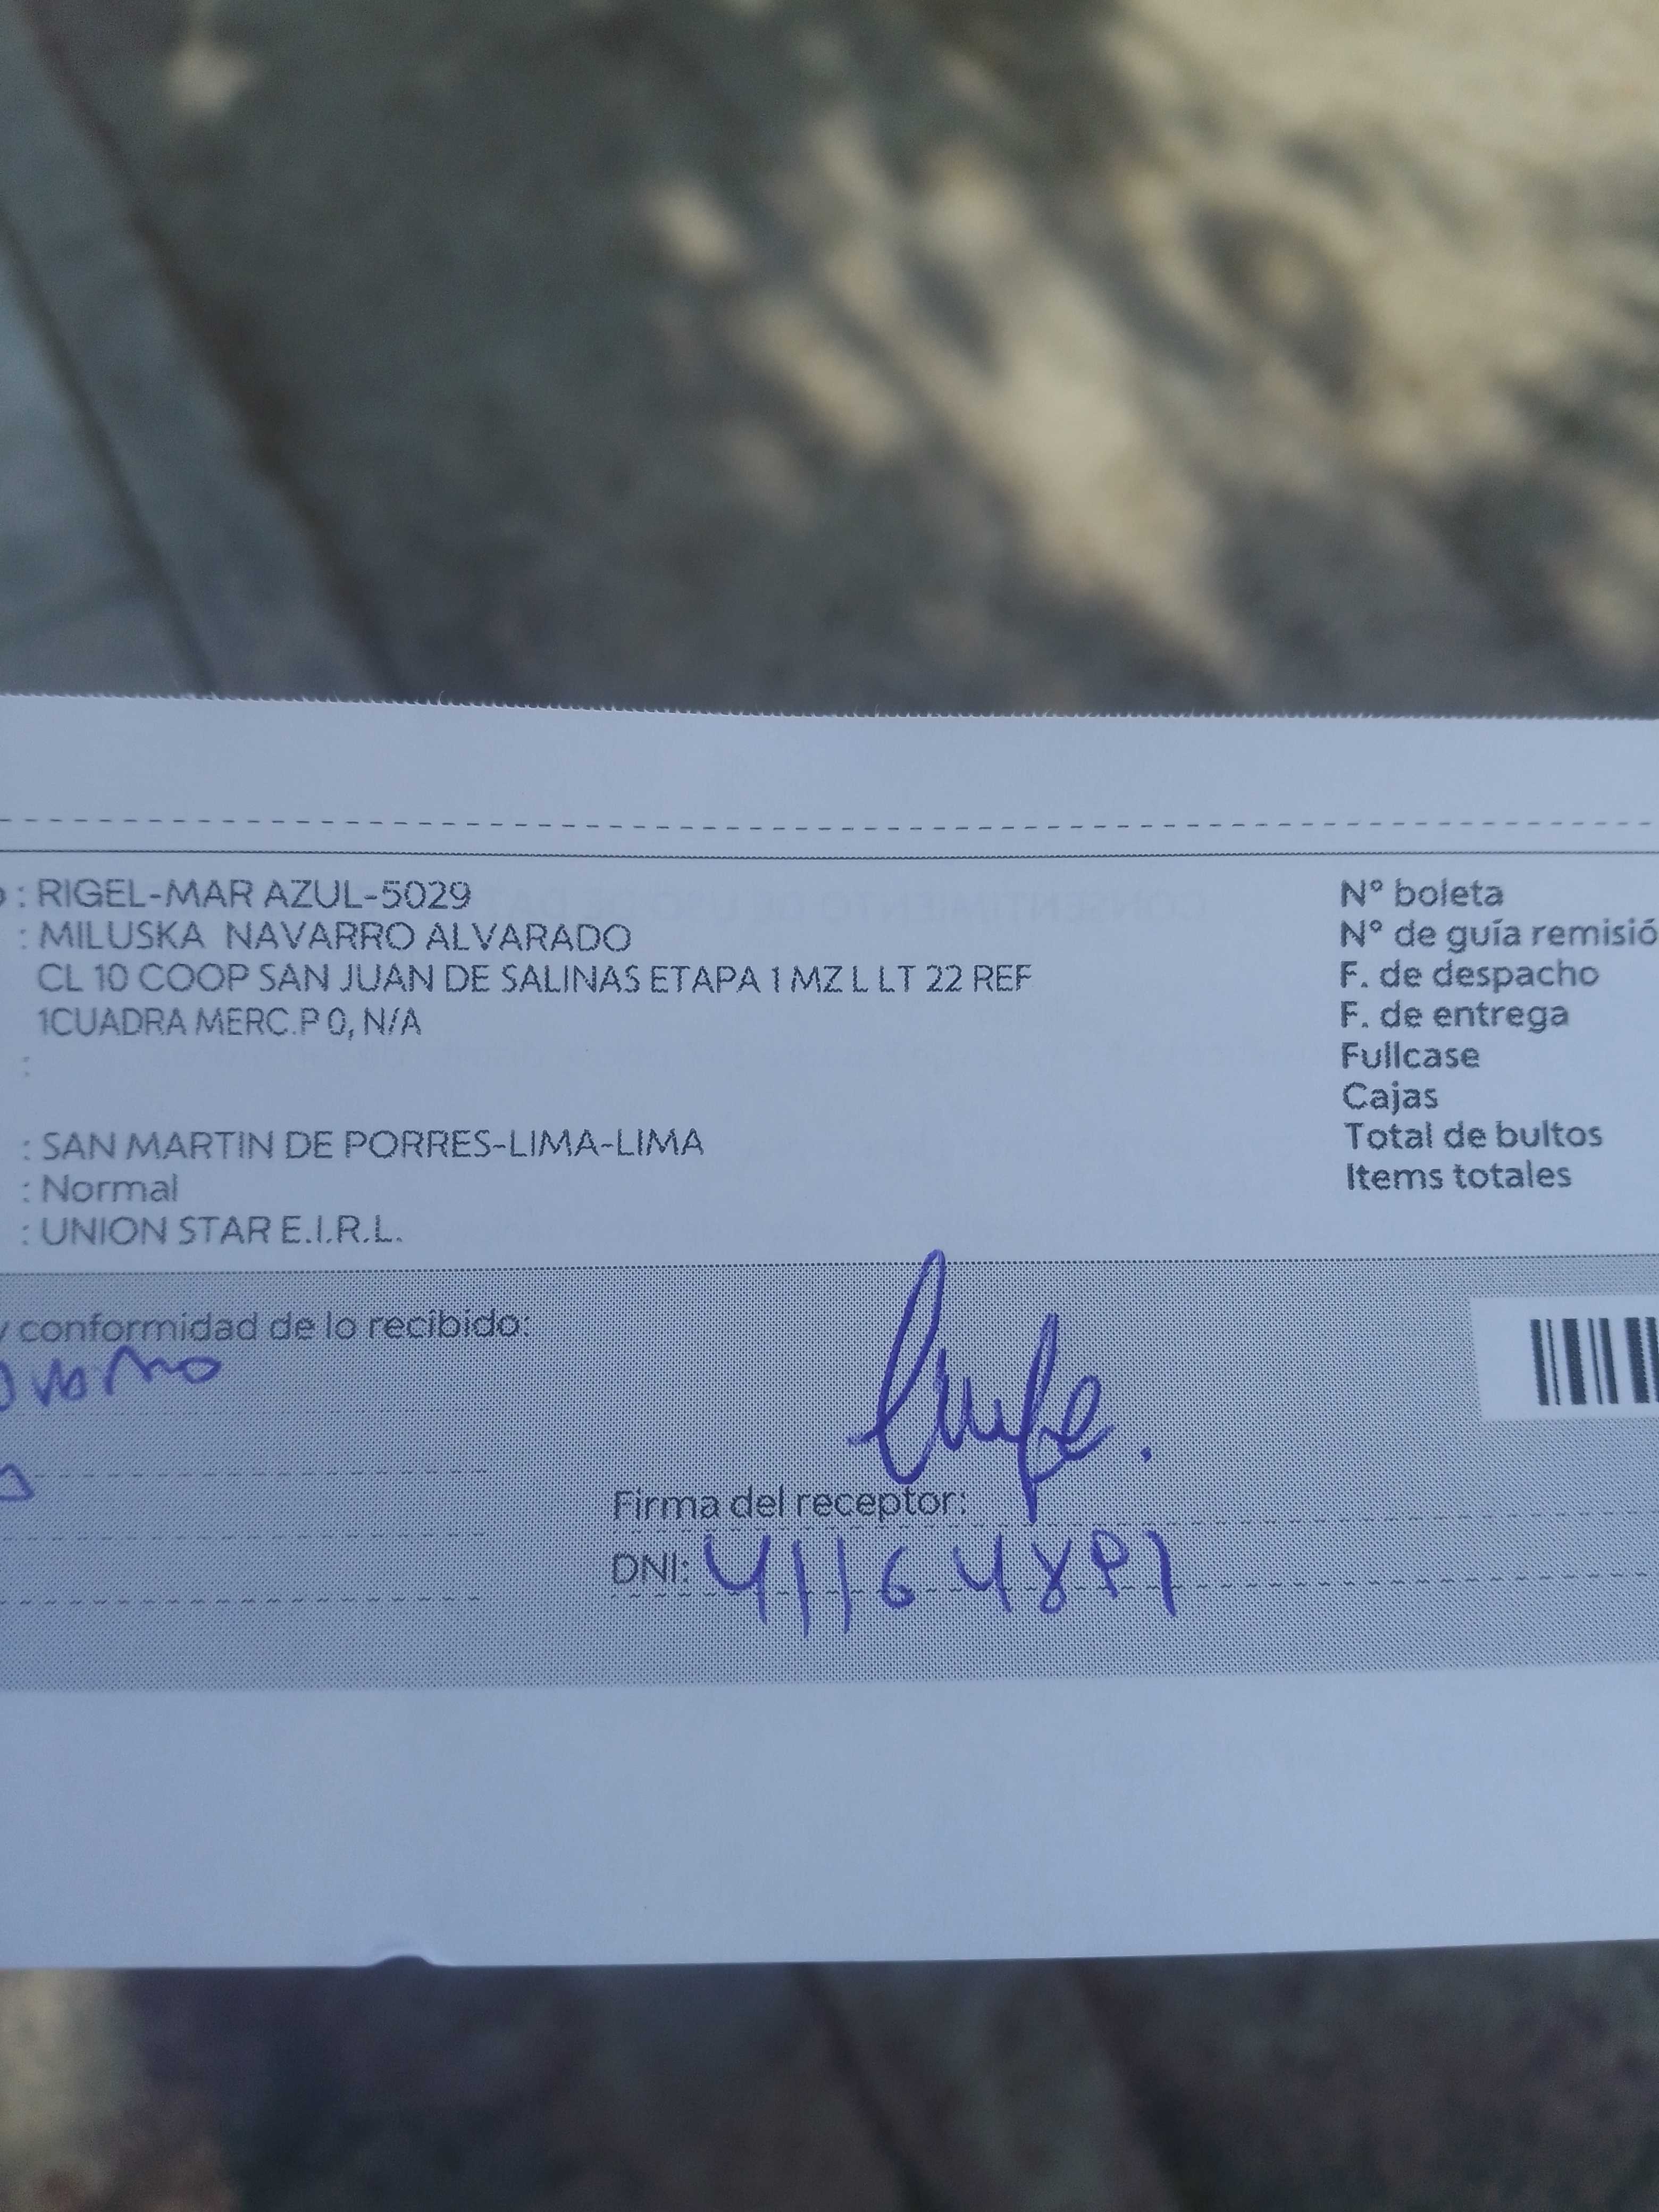 : RIGEL-MAR AZUL-5029
: MILUSKA NAVARRO ALVARADO
CL 10 COOP SAN JUAN DE SALINAS ETAPA 1 MZ L LT 22 REF
1CUADRA MERC.P 0, N/A
:
: SAN MARTIN DE PORRES-LIMA-LIMA
: Normal
: UNION STAR E.I.R.L.
Nº boleta
Nº de guía remisió
F. de despacho
F. de entrega
Fullcase
Cajas
Total de bultos
Items totales
y conformidad de lo recibido:
Firma del receptor:
DNI: 41164891